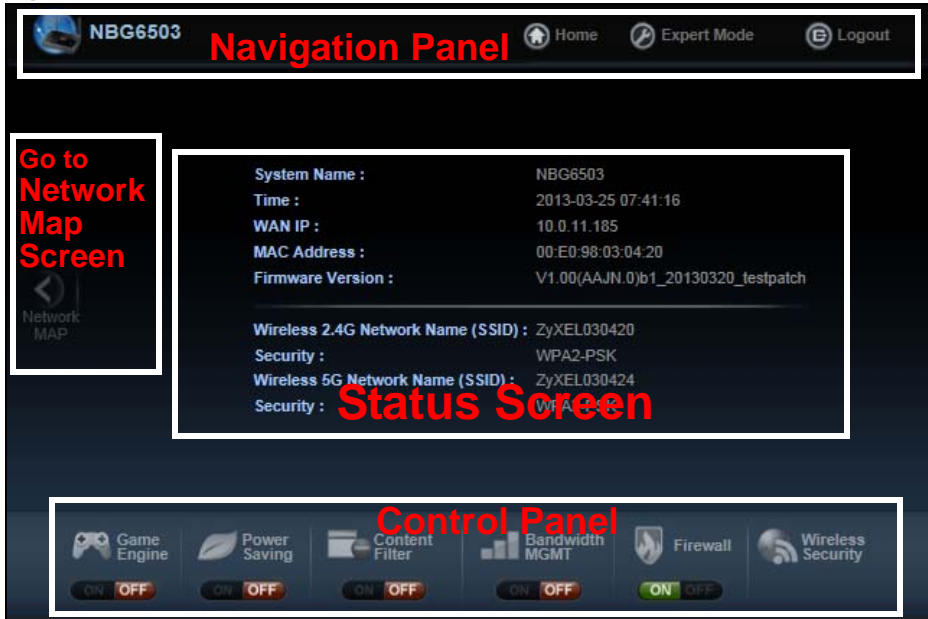 NBG6503
Navigation Panel
Home
Expert Mode
Logout
Go to
Network
Map
Screen
Network
MAP
System Name : NBG6503
Time : 2013-03-25 07:41:16
WAN IP : 10.0.11.185
MAC Address : 00:E0:98:03:04:20
Firmware Version : V1.00(AAJN.0)b1_20130320_testpatch
Wireless 2.4G Network Name (SSID) : ZyXEL030420
Security : WPA2-PSK
Wireless 5G Network Name (SSID) : ZyXEL030424
Security : WPA2-PSK
Status Screen
Control Panel
Game
Engine
ON OFF
Power
Saving
ON OFF
Content
Filter
ON OFF
Bandwidth
MGMT
ON OFF
Firewall
ON OFF
Wireless
Security